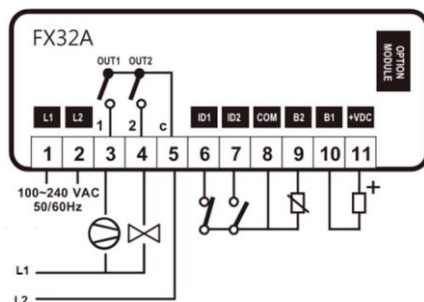 FX32A
OPTION
MODULE
OUT1 OUT2
1 2 c
L1 L2 ID1 ID2 COM B2 B1 +VDC
1 2 3 4 5 6 7 8 9 10 11
100~240 VAC
50/60Hz
+
L1
L2